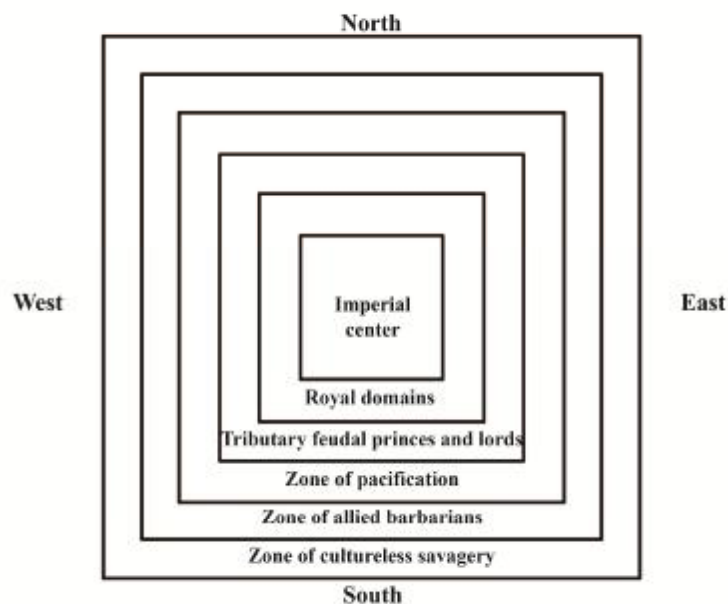 North
West
East
Imperial
center
Royal domains
Tributary feudal princes and lords
Zone of pacification
Zone of allied barbarians
Zone of cultureless savagery
South